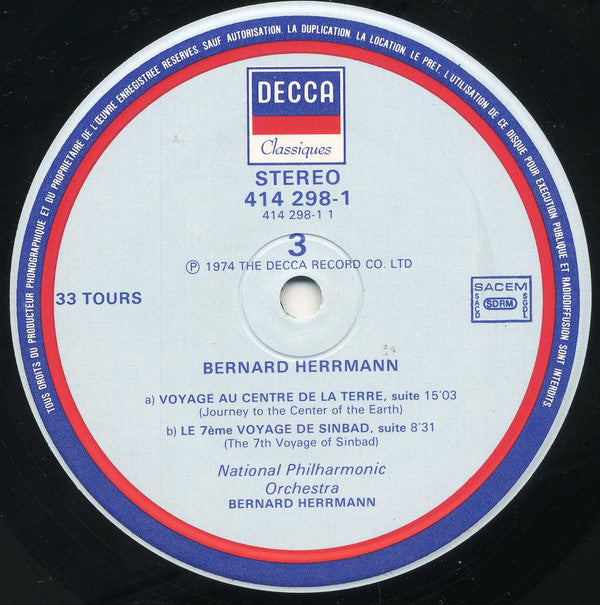 TOUS DROITS DU PRODUCTEUR PHONOGRAPHIQUE ET DU PROPRIETAIRE DE L'ŒUVRE ENREGISTREE RESERVES. SAUF AUTORISATION. LA DUPLICATION, LA LOCATION, LE PRET, L'UTILISATION DE CE DISQUE POUR EXECUTION PUBLIQUE ET RADIODIFFUSION SONT INTERDITS.
DECCA
Classiques
STEREO
414 298-1
414 298-1 1
3
Ⓟ 1974 THE DECCA RECORD CO. LTD
33 TOURS
SACEM
SACD SDRM SGDL
BERNARD HERRMANN
a) VOYAGE AU CENTRE DE LA TERRE, suite 15'03
(Journey to the Center of the Earth)
b) LE 7ème VOYAGE DE SINBAD, suite 8'31
(The 7th Voyage of Sinbad)
National Philharmonic
Orchestra
BERNARD HERRMANN